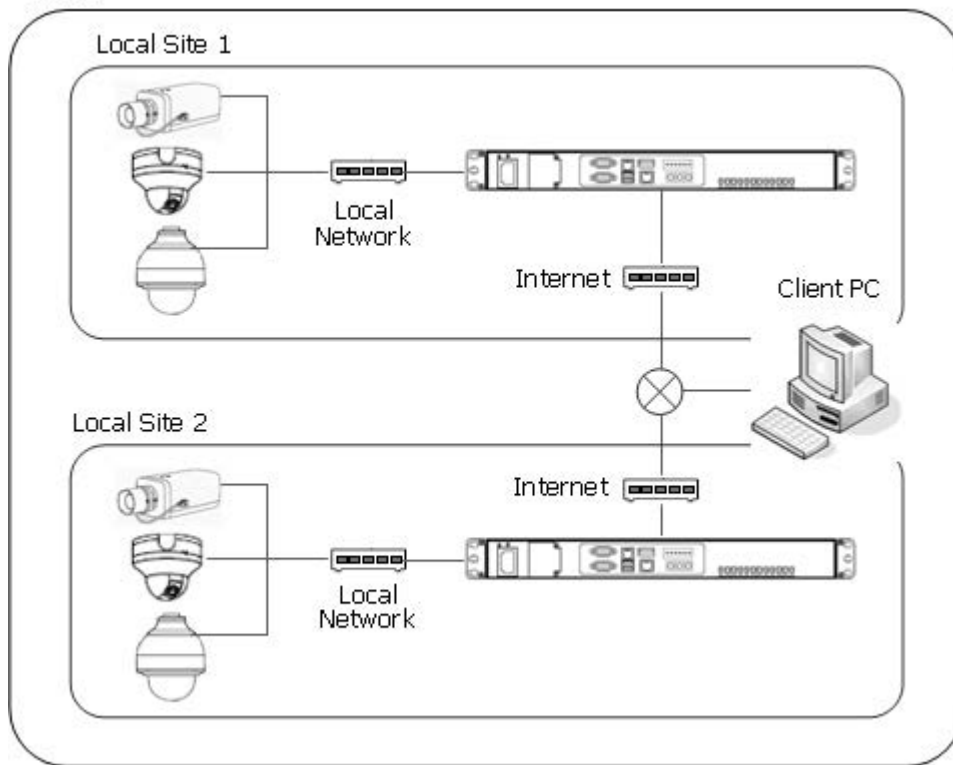 Local Site 1
Local
Network
Internet
Client PC
Local Site 2
Internet
Local
Network